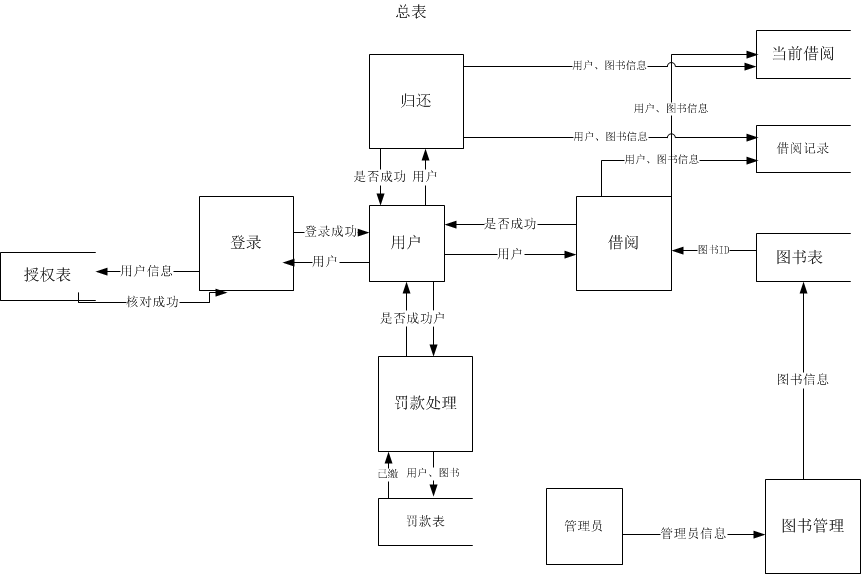 总表
当前借阅
用户、图书信息
归还
用户、图书信息
用户、图书信息
借阅记录
用户、图书信息
是否成功
用户
登录
登录成功
用户
是否成功
借阅
图书ID
图书表
用户
用户
授权表
用户信息
核对成功
是否成功户
图书信息
罚款处理
已缴
用户、图书
罚款表
管理员
管理员信息
图书管理